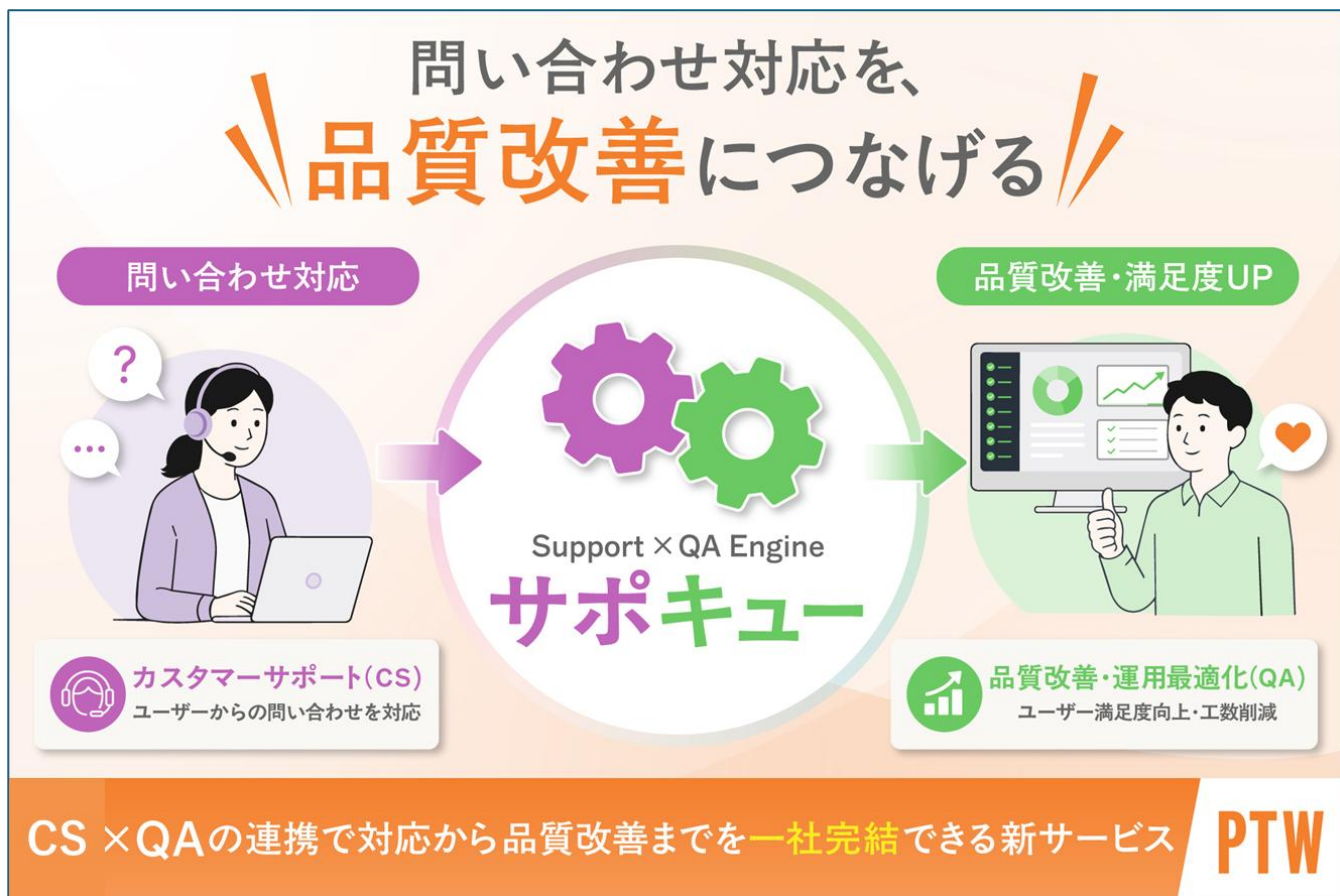 問い合わせ対応を、
品質改善につなげる
問い合わせ対応
?
...
Support×QA Engine
サポキュー
品質改善・満足度UP
カスタマーサポート(CS)
ユーザーからの問い合わせを対応
品質改善・運用最適化(QA)
ユーザー満足度向上・工数削減
CS×QAの連携で対応から品質改善までを一社完結できる新サービス
PTW